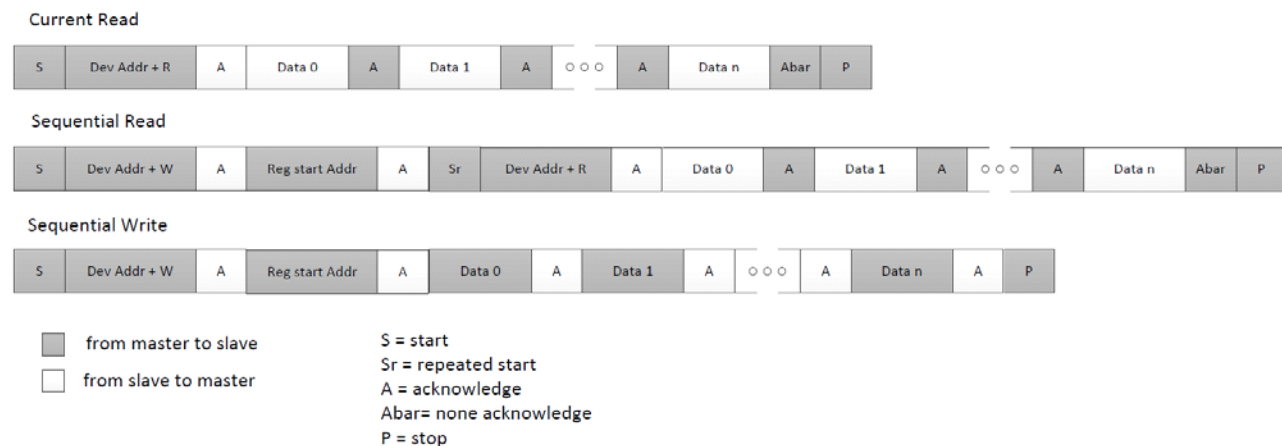 Current Read
S Dev Addr + R A Data 0 A Data 1 A ○ ○ ○ A Data n Abar P
Sequential Read
S Dev Addr + W A Reg start Addr A Sr Dev Addr + R A Data 0 A Data 1 A ○ ○ ○ A Data n Abar P
Sequential Write
S Dev Addr + W A Reg start Addr A Data 0 A Data 1 A ○ ○ ○ A Data n A P
from master to slave
from slave to master
S = start
Sr = repeated start
A = acknowledge
Abar= none acknowledge
P = stop